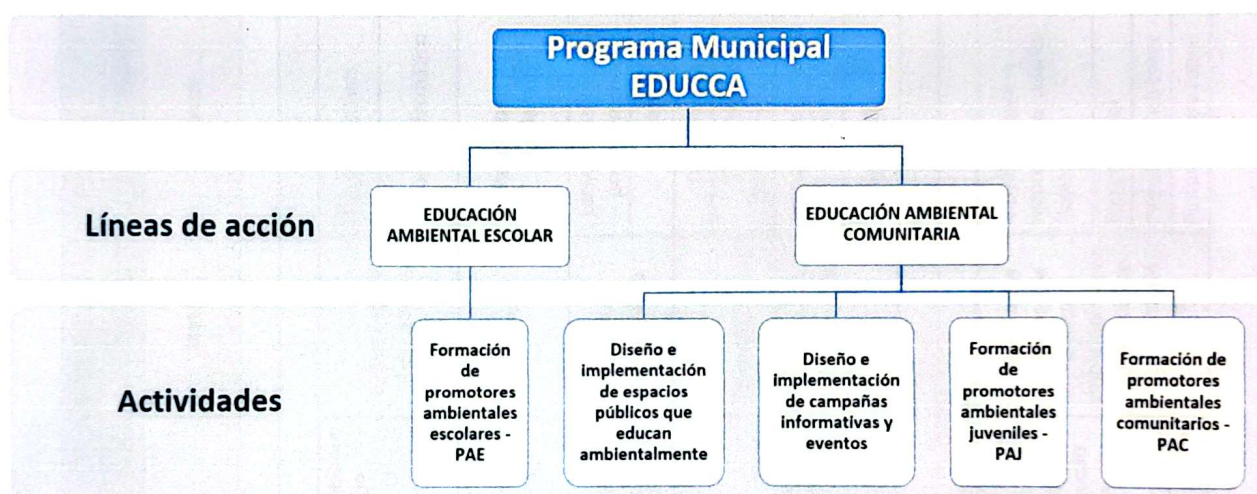 Programa Municipal
EDUCCA
Líneas de acción
EDUCACIÓN
AMBIENTAL ESCOLAR
EDUCACIÓN AMBIENTAL
COMUNITARIA
Actividades
Formación
de
promotores
ambientales
escolares -
PAE
Diseño e
implementación
de espacios
públicos que
educan
ambientalmente
Diseño e
implementación
de campañas
informativas y
eventos
Formación
de
promotores
ambientales
juveniles -
PAJ
Formación de
promotores
ambientales
comunitarios -
PAC